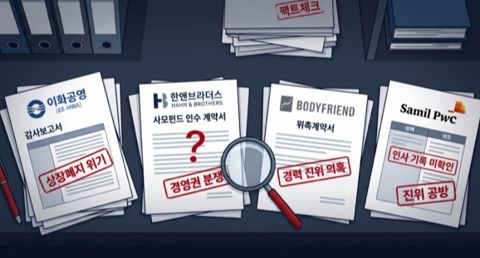 팩트체크
이화공영
(EE-HWA)
감사보고서
상장폐지 위기
한앤브라더스
HAHN & BROTHERS
사모펀드 인수 계약서
?
경영권 분쟁
BODYFRIEND
위촉계약서
경력 진위 의혹
Samil PwC
인사 기록 미확인
진위 공방